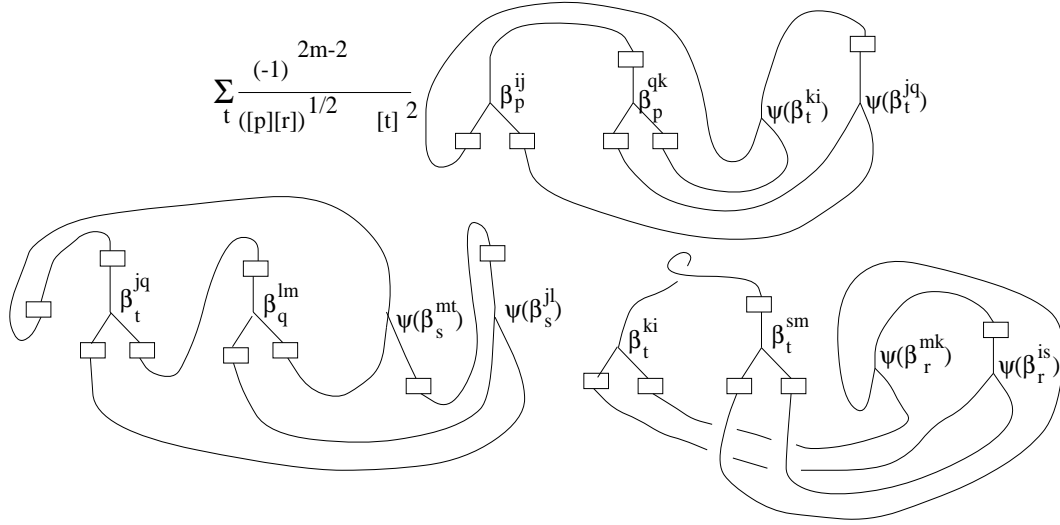 Σ_t (-1)^{2m-2} / ([p][r])^{1/2} [t]^2
β_p^{ij} β_p^{qk} ψ(β_t^{ki}) ψ(β_t^{jq})
β_t^{jq} β_q^{lm} ψ(β_s^{mt}) ψ(β_s^{jl})
β_t^{ki} β_t^{sm} ψ(β_r^{mk}) ψ(β_r^{is})